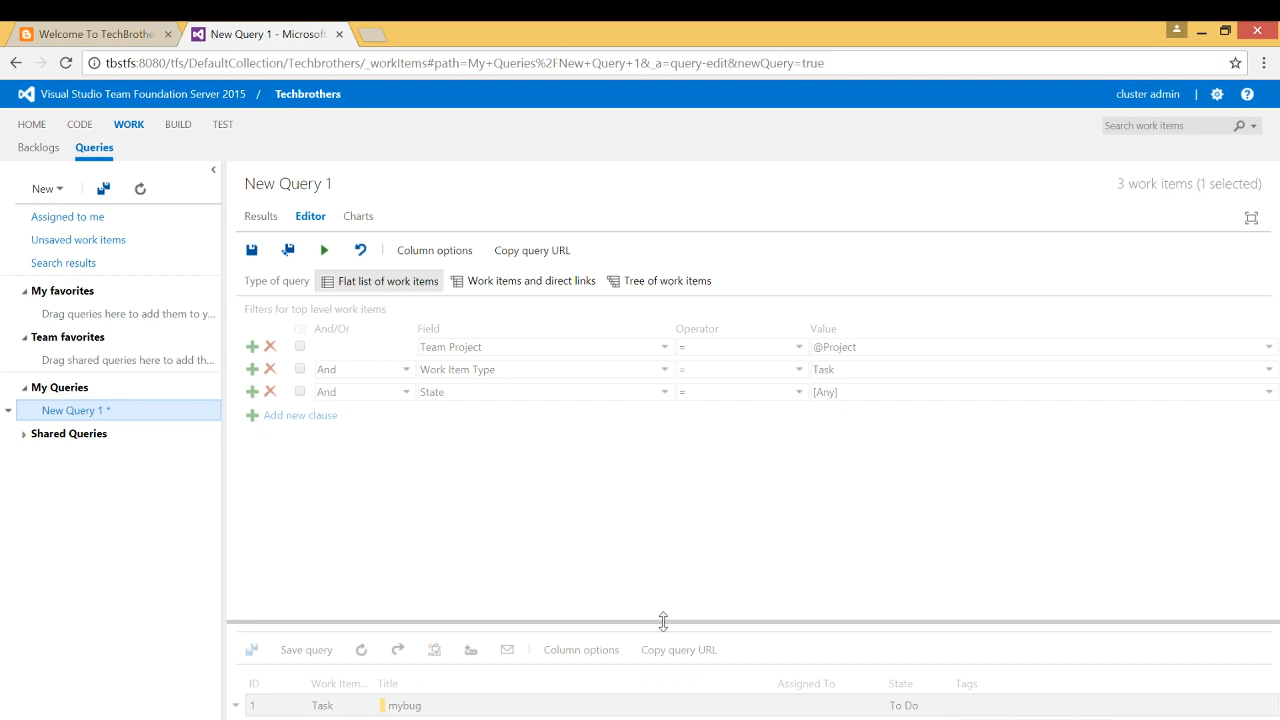 Welcome To TechBrothe
New Query 1 - Microsoft
tbstfs:8080/tfs/DefaultCollection/Techbrothers/_workItems#path=My+Queries%2FNew+Query+1&_a=query-edit&newQuery=true
Visual Studio Team Foundation Server 2015 / Techbrothers
cluster admin | ?
HOME CODE WORK BUILD TEST
Search work items
Backlogs Queries
New
Assigned to me
Unsaved work items
Search results
My favorites
Drag queries here to add them to y...
Team favorites
Drag shared queries here to add th...
My Queries
New Query 1 *
Shared Queries
New Query 1
3 work items (1 selected)
Results Editor Charts
Column options Copy query URL
Type of query Flat list of work items Work items and direct links Tree of work items
Filters for top level work items
And/Or Field Operator Value
Team Project = @Project
And Work Item Type = Task
And State = [Any]
Add new clause
Save query Column options Copy query URL
ID Work Item... Title Assigned To State Tags
1 Task mybug To Do